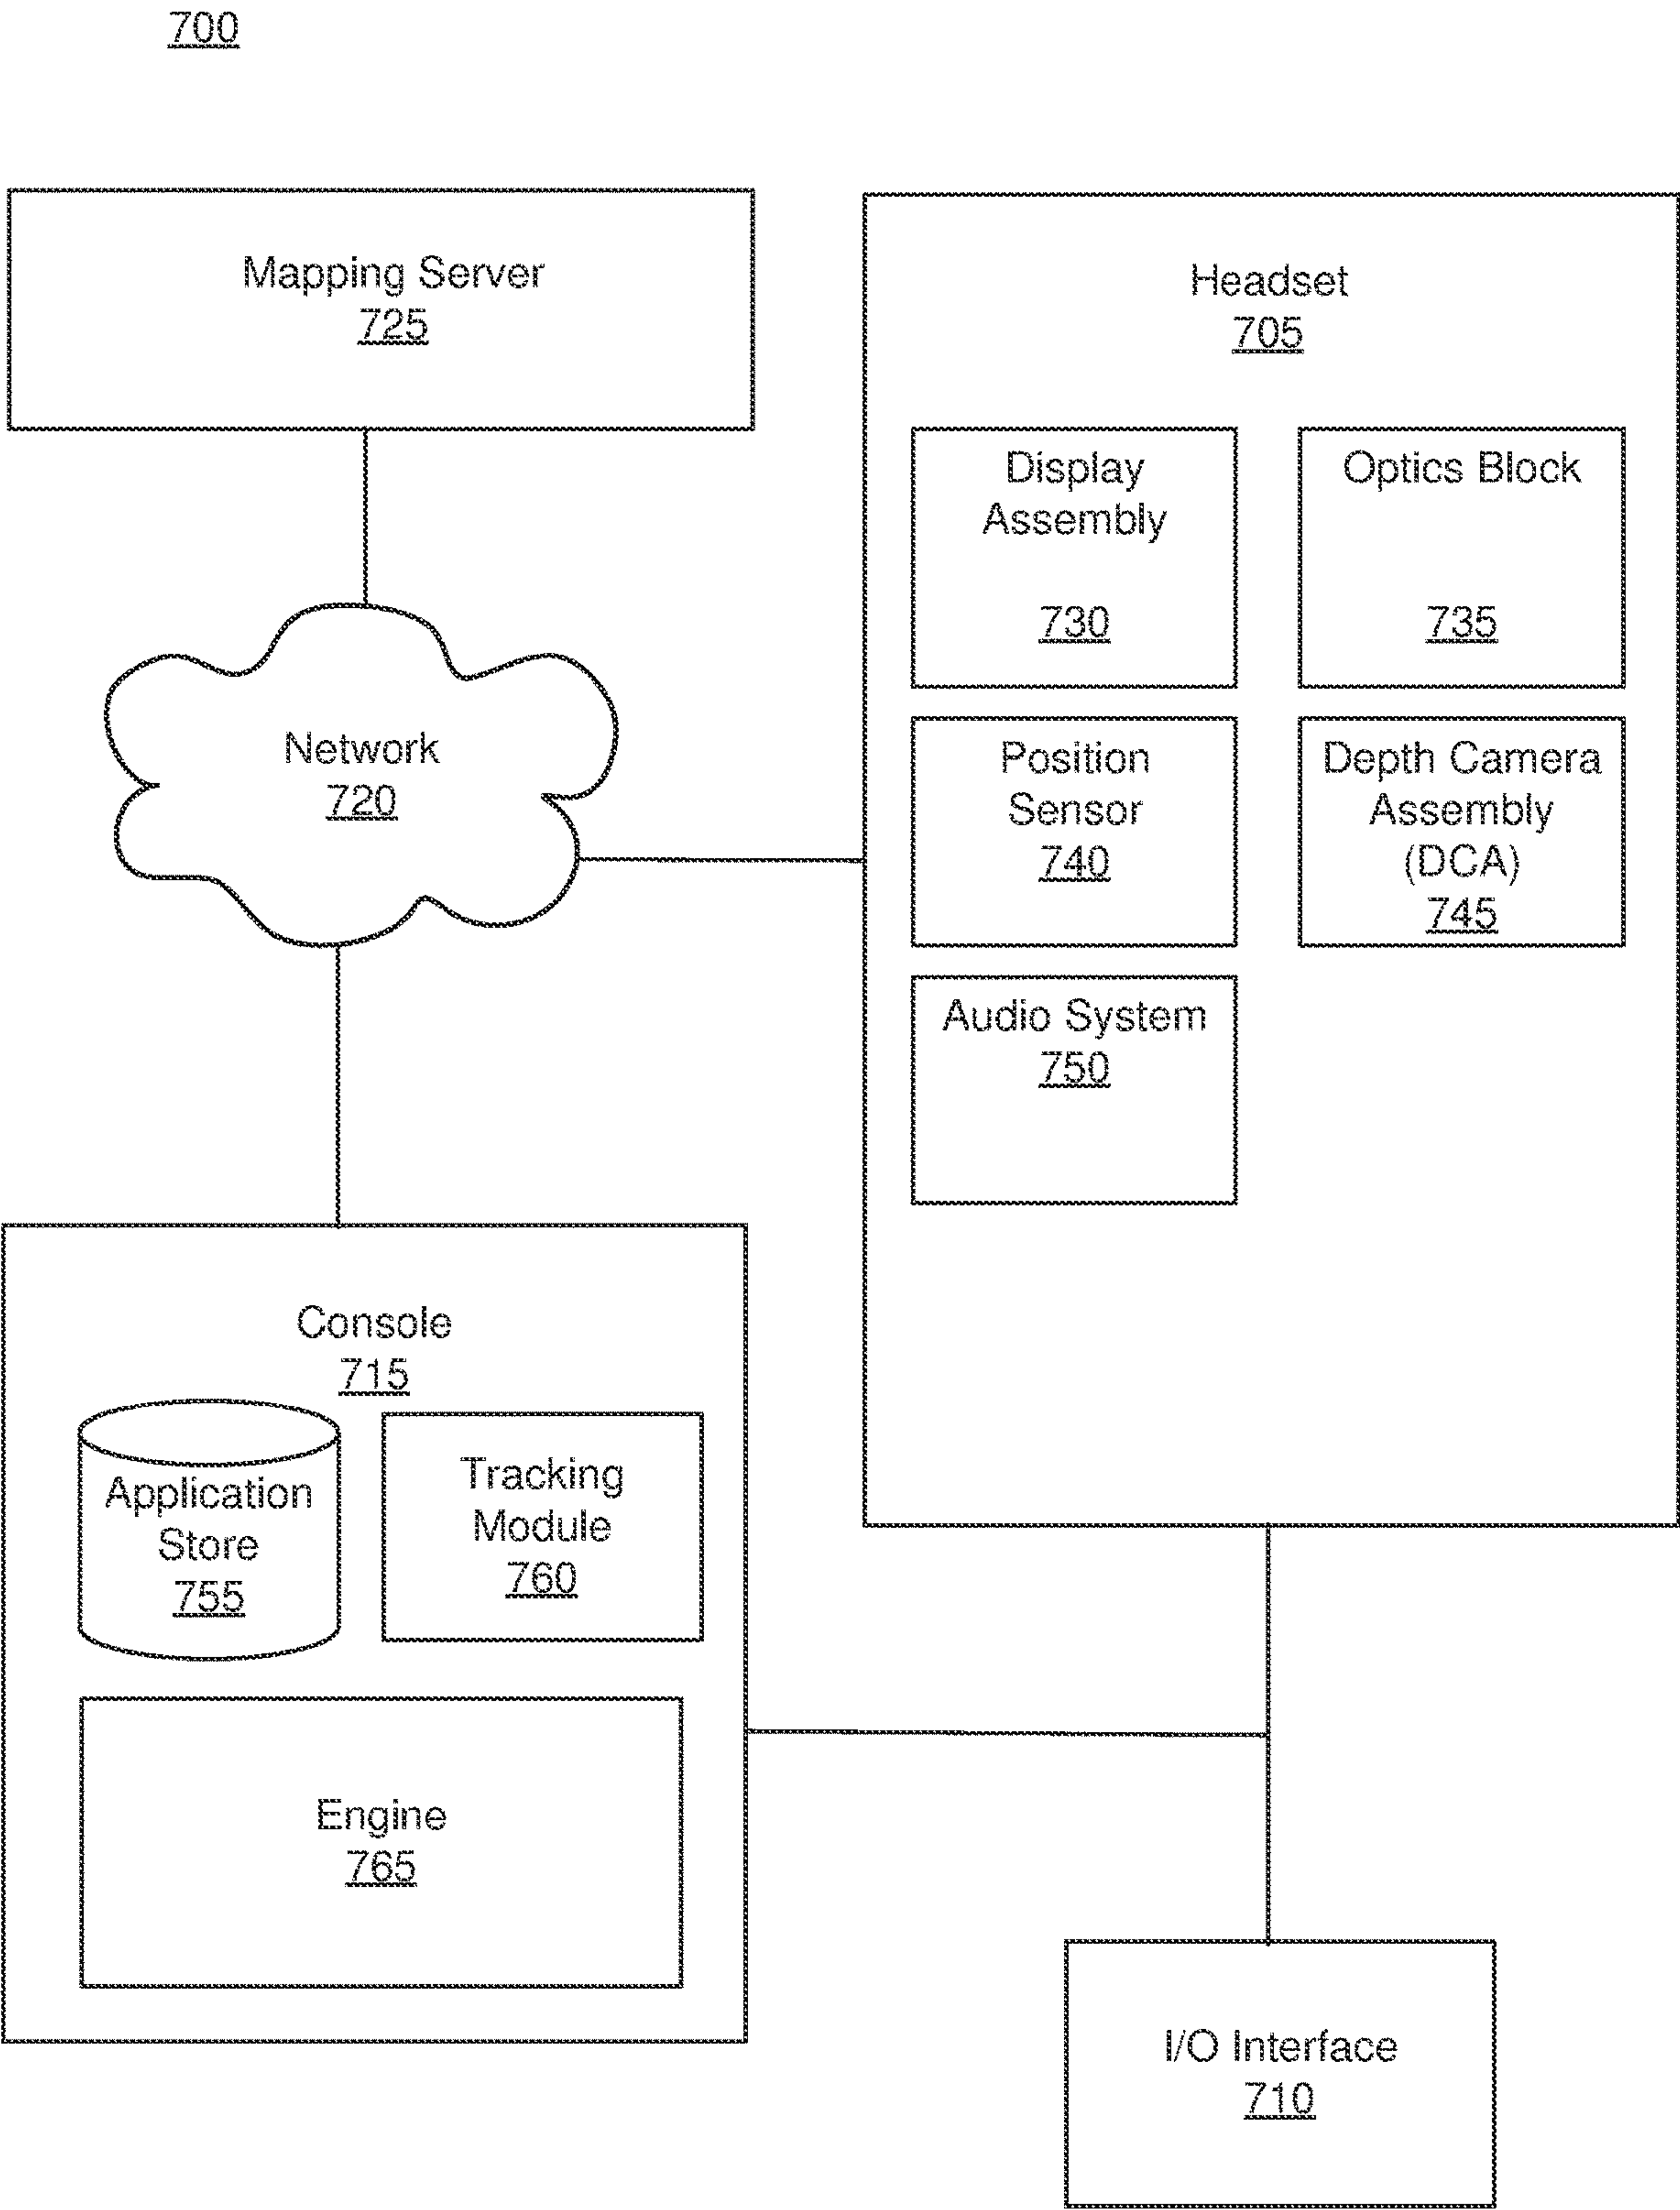 700
Mapping Server
725
Headset
705
Display
Assembly
730
Optics Block
735
Position
Sensor
740
Depth Camera
Assembly
(DCA)
745
Audio System
750
Network
720
Console
715
Application
Store
755
Tracking
Module
760
Engine
765
I/O Interface
710